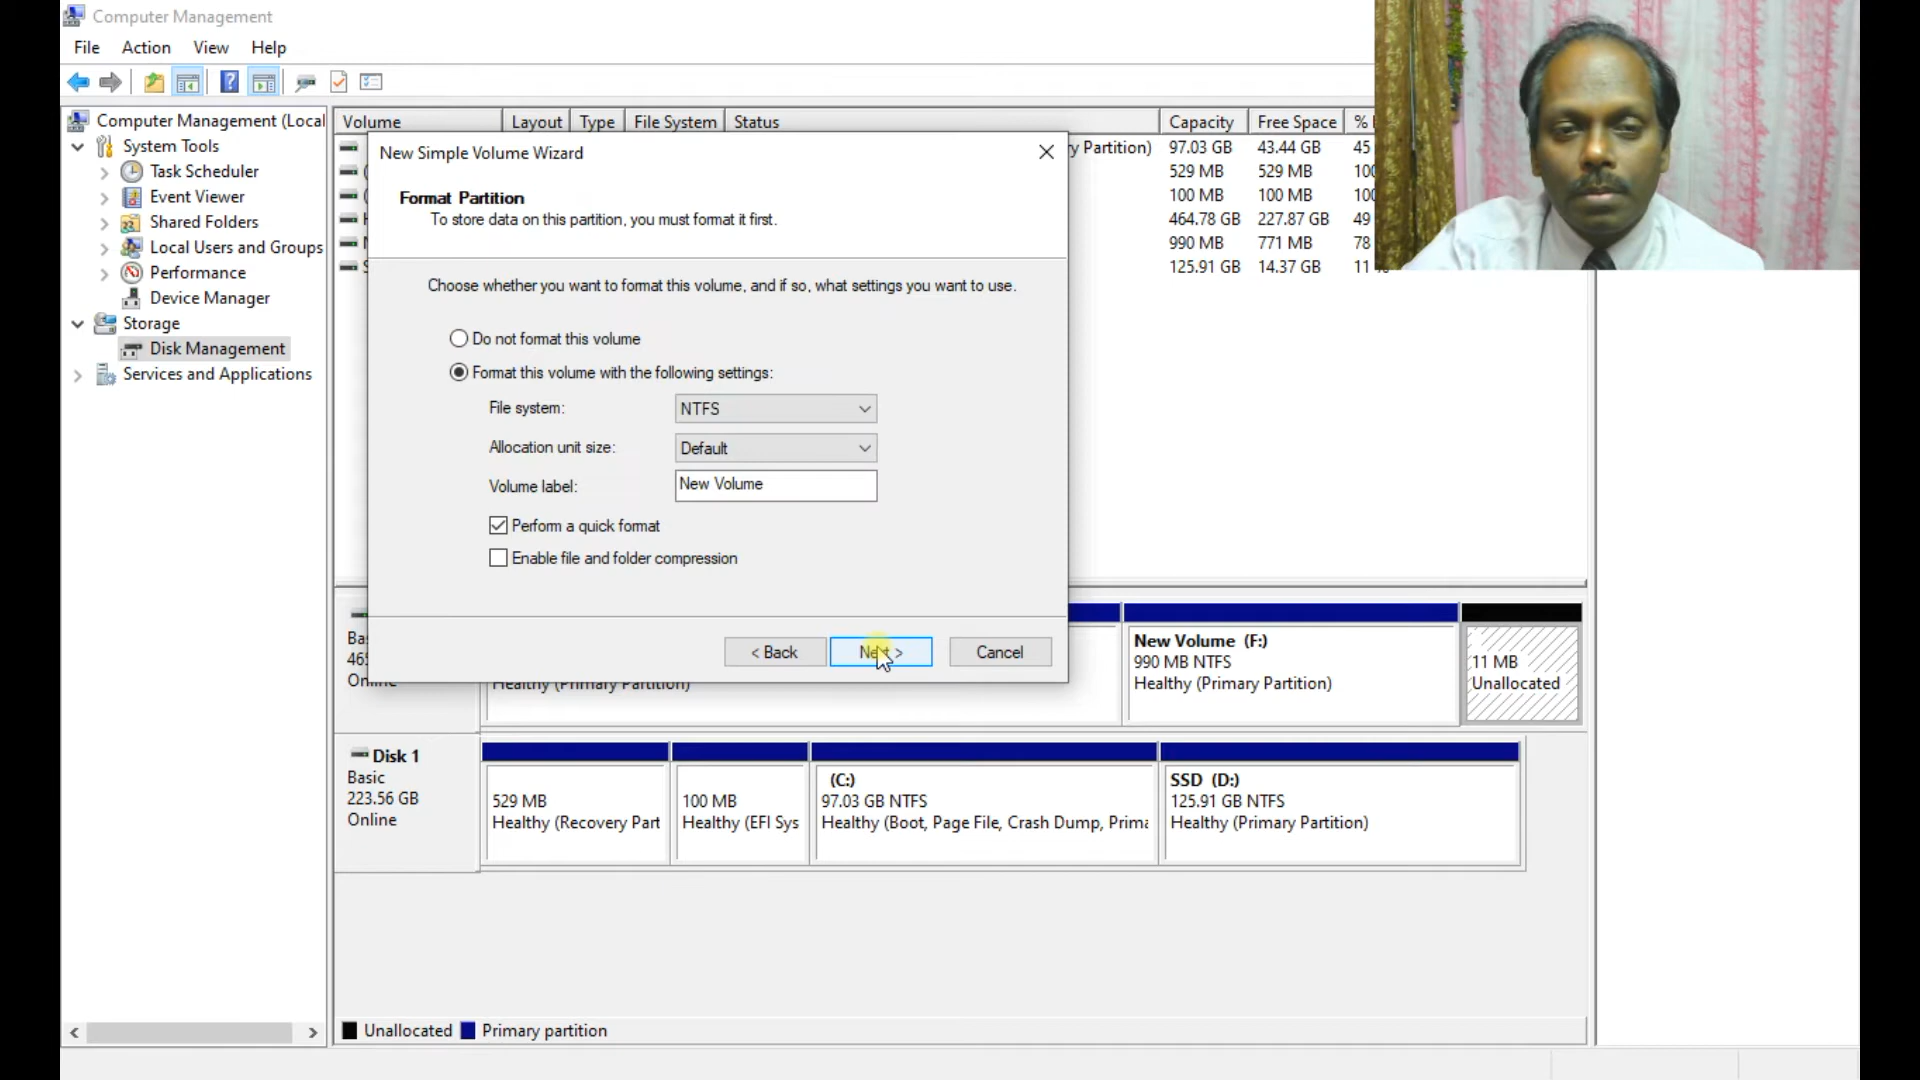 Computer Management
File Action View Help
Computer Management (Local
System Tools
Task Scheduler
Event Viewer
Shared Folders
Local Users and Groups
Performance
Device Manager
Storage
Disk Management
Services and Applications
Volume Layout Type File System Status Capacity Free Space %
y Partition) 97.03 GB 43.44 GB 45
529 MB 529 MB 100
100 MB 100 MB 100
464.78 GB 227.87 GB 49
990 MB 771 MB 78
125.91 GB 14.37 GB 11 %
New Simple Volume Wizard
Format Partition
To store data on this partition, you must format it first.
Choose whether you want to format this volume, and if so, what settings you want to use.
Do not format this volume
Format this volume with the following settings:
File system: NTFS
Allocation unit size: Default
Volume label: New Volume
Perform a quick format
Enable file and folder compression
< Back Next > Cancel
Bas
465
Online
Healthy (Primary Partition)
New Volume (F:)
990 MB NTFS
Healthy (Primary Partition)
11 MB
Unallocated
Disk 1
Basic
223.56 GB
Online
529 MB
Healthy (Recovery Part
100 MB
Healthy (EFI Sys
(C:)
97.03 GB NTFS
Healthy (Boot, Page File, Crash Dump, Prima
SSD (D:)
125.91 GB NTFS
Healthy (Primary Partition)
Unallocated Primary partition